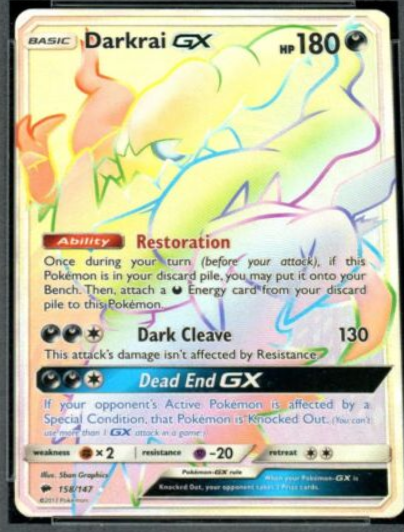 BASIC Darkrai GX HP 180
Ability Restoration
Once during your turn (before your attack), if this
Pokémon is in your discard pile, you may put it onto your
Bench. Then, attach a Energy card from your discard
pile to this Pokémon.
Dark Cleave 130
This attack's damage isn't affected by Resistance.
Dead End GX
If your opponent's Active Pokémon is affected by a
Special Condition, that Pokémon is Knocked Out. (You can't
use more than 1 GX attack in a game.)
weakness ×2 resistance -20 retreat
Illus. 5ban Graphics Pokémon-GX rule When your Pokémon-GX is
158/147 Knocked Out, your opponent takes 2 Prize cards.
©2017 Pokémon